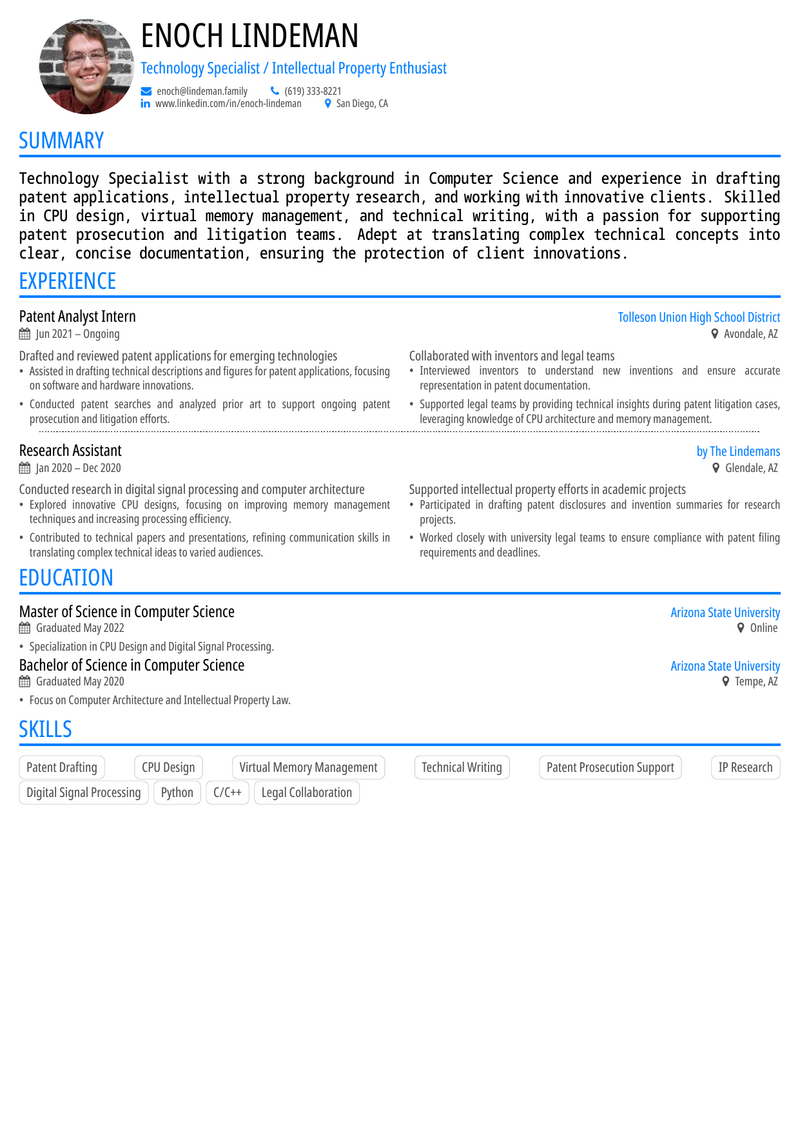 ENOCH LINDEMAN
Technology Specialist / Intellectual Property Enthusiast
enoch@lindeman.family (619) 333-8221
www.linkedin.com/in/enoch-lindeman San Diego, CA
SUMMARY
Technology Specialist with a strong background in Computer Science and experience in drafting
patent applications, intellectual property research, and working with innovative clients. Skilled
in CPU design, virtual memory management, and technical writing, with a passion for supporting
patent prosecution and litigation teams. Adept at translating complex technical concepts into
clear, concise documentation, ensuring the protection of client innovations.
EXPERIENCE
Patent Analyst Intern Tolleson Union High School District
Jun 2021 – Ongoing Avondale, AZ
Drafted and reviewed patent applications for emerging technologies
• Assisted in drafting technical descriptions and figures for patent applications, focusing
on software and hardware innovations.
• Conducted patent searches and analyzed prior art to support ongoing patent
prosecution and litigation efforts.
Collaborated with inventors and legal teams
• Interviewed inventors to understand new inventions and ensure accurate
representation in patent documentation.
• Supported legal teams by providing technical insights during patent litigation cases,
leveraging knowledge of CPU architecture and memory management.
Research Assistant by The Lindemans
Jan 2020 – Dec 2020 Glendale, AZ
Conducted research in digital signal processing and computer architecture
• Explored innovative CPU designs, focusing on improving memory management
techniques and increasing processing efficiency.
• Contributed to technical papers and presentations, refining communication skills in
translating complex technical ideas to varied audiences.
Supported intellectual property efforts in academic projects
• Participated in drafting patent disclosures and invention summaries for research
projects.
• Worked closely with university legal teams to ensure compliance with patent filing
requirements and deadlines.
EDUCATION
Master of Science in Computer Science Arizona State University
Graduated May 2022 Online
• Specialization in CPU Design and Digital Signal Processing.
Bachelor of Science in Computer Science Arizona State University
Graduated May 2020 Tempe, AZ
• Focus on Computer Architecture and Intellectual Property Law.
SKILLS
Patent Drafting CPU Design Virtual Memory Management Technical Writing Patent Prosecution Support IP Research
Digital Signal Processing Python C/C++ Legal Collaboration